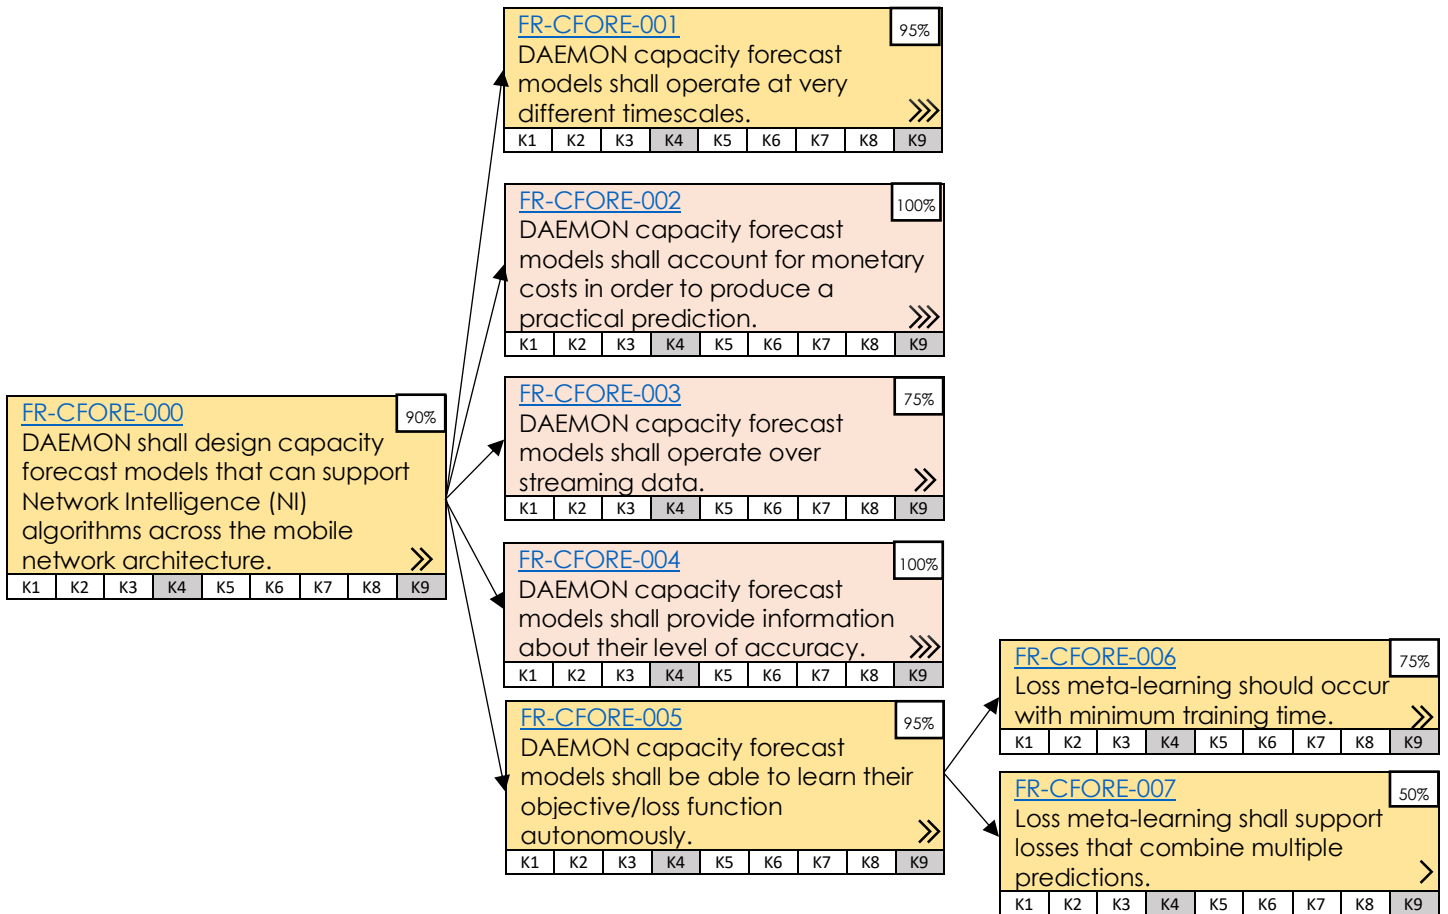 FR-CFORE-001
95%
DAEMON capacity forecast
models shall operate at very
different timescales.
K1 K2 K3 K4 K5 K6 K7 K8 K9
FR-CFORE-002
100%
DAEMON capacity forecast
models shall account for monetary
costs in order to produce a
practical prediction.
K1 K2 K3 K4 K5 K6 K7 K8 K9
FR-CFORE-003
75%
DAEMON capacity forecast
models shall operate over
streaming data.
K1 K2 K3 K4 K5 K6 K7 K8 K9
FR-CFORE-000
90%
DAEMON shall design capacity
forecast models that can support
Network Intelligence (NI)
algorithms across the mobile
network architecture.
K1 K2 K3 K4 K5 K6 K7 K8 K9
FR-CFORE-004
100%
DAEMON capacity forecast
models shall provide information
about their level of accuracy.
K1 K2 K3 K4 K5 K6 K7 K8 K9
FR-CFORE-005
95%
DAEMON capacity forecast
models shall be able to learn their
objective/loss function
autonomously.
K1 K2 K3 K4 K5 K6 K7 K8 K9
FR-CFORE-006
75%
Loss meta-learning should occur
with minimum training time.
K1 K2 K3 K4 K5 K6 K7 K8 K9
FR-CFORE-007
50%
Loss meta-learning shall support
losses that combine multiple
predictions.
K1 K2 K3 K4 K5 K6 K7 K8 K9